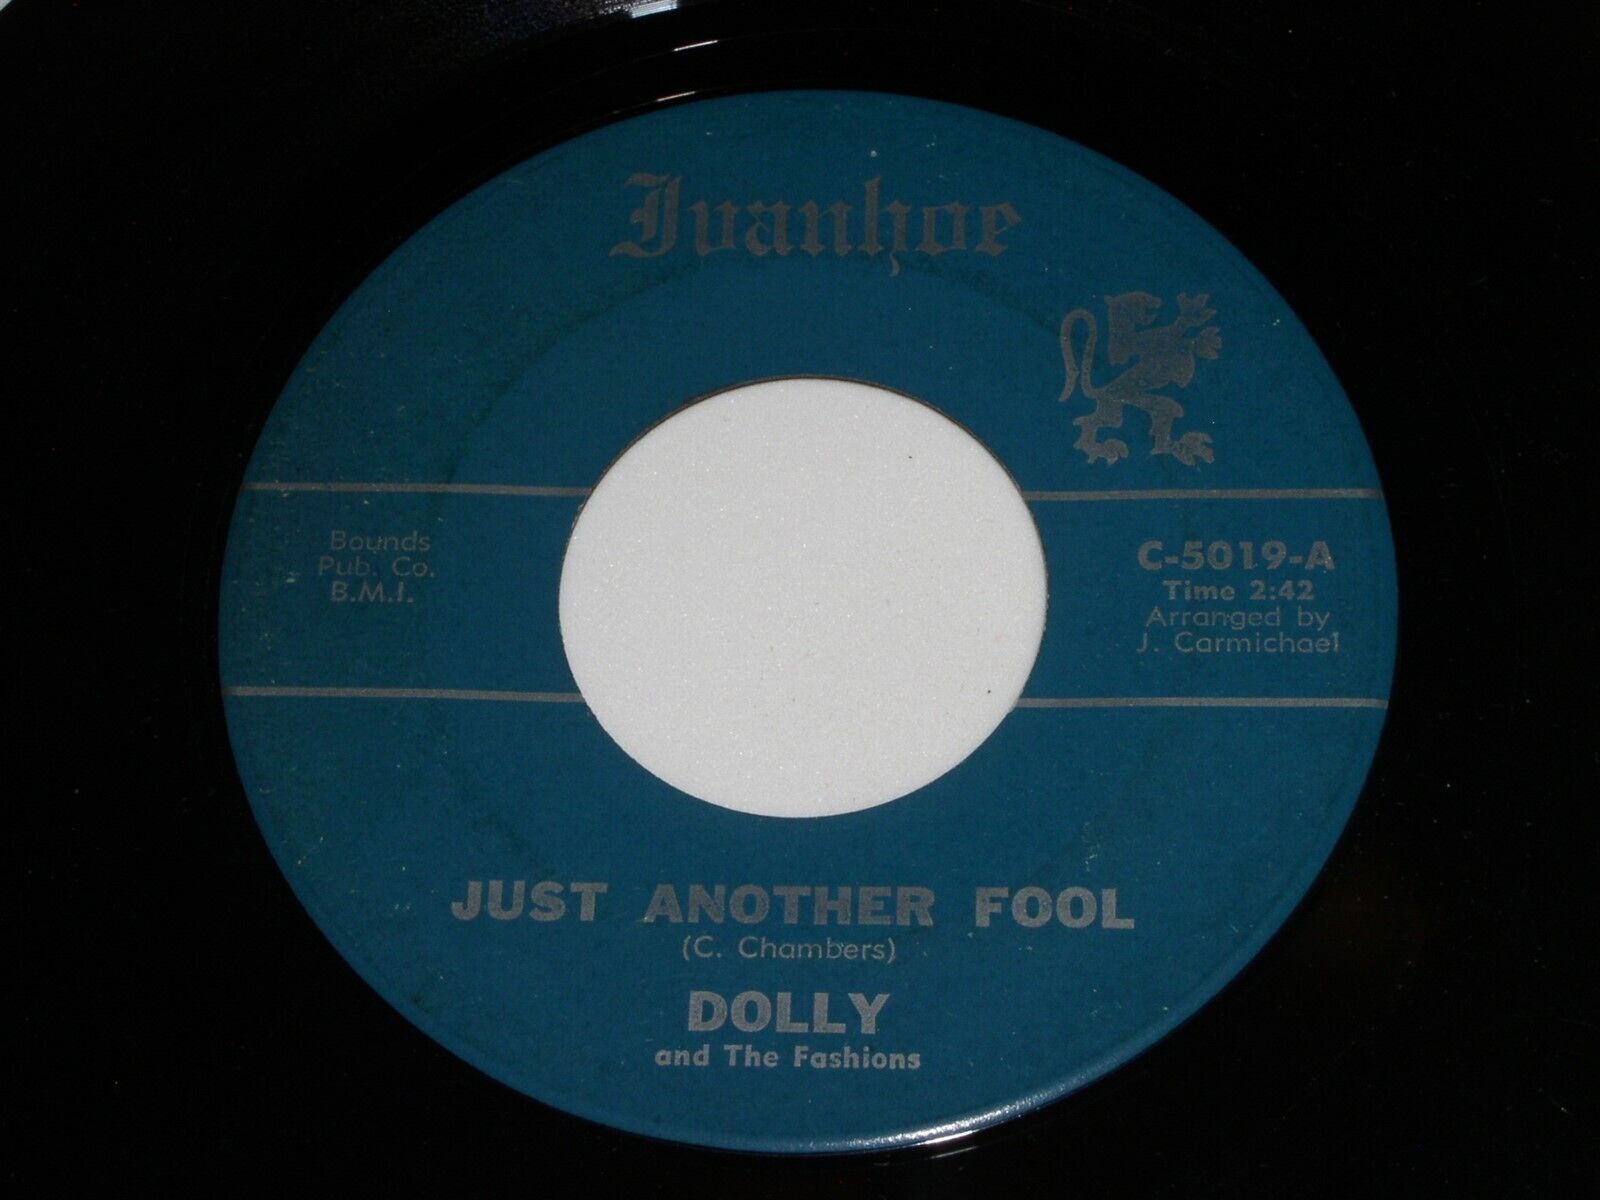 Ivanhoe
Bounds
Pub. Co.
B.M.I.
C-5019-A
Time 2:42
Arranged by
J. Carmichael
JUST ANOTHER FOOL
(C. Chambers)
DOLLY
and The Fashions